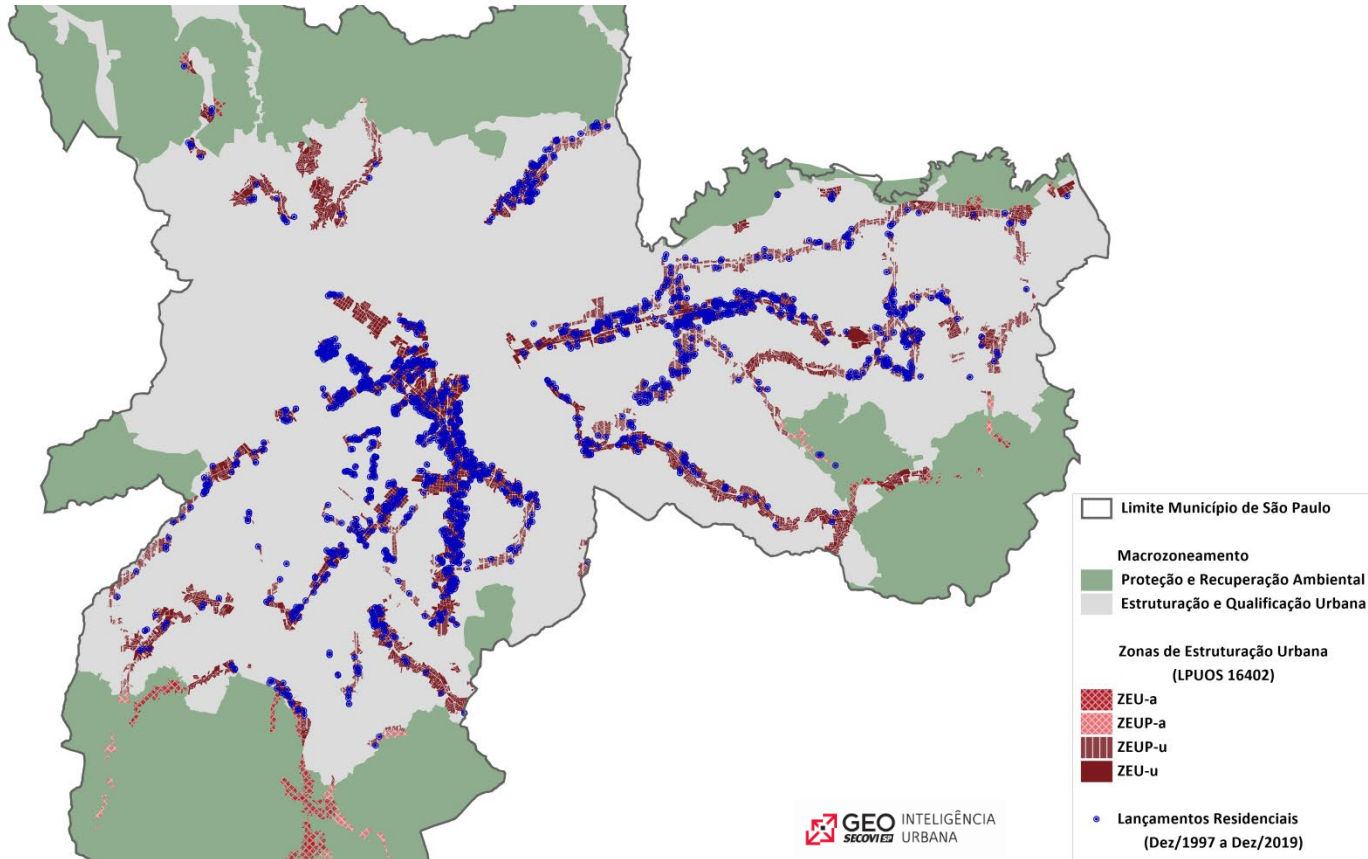 Limite Município de São Paulo
Macrozoneamento
Proteção e Recuperação Ambiental
Estruturação e Qualificação Urbana
Zonas de Estruturação Urbana
(LPUOS 16402)
ZEU-a
ZEUP-a
ZEUP-u
ZEU-u
Lançamentos Residenciais
(Dez/1997 a Dez/2019)
GEO INTELIGÊNCIA
SECOVI SP URBANA